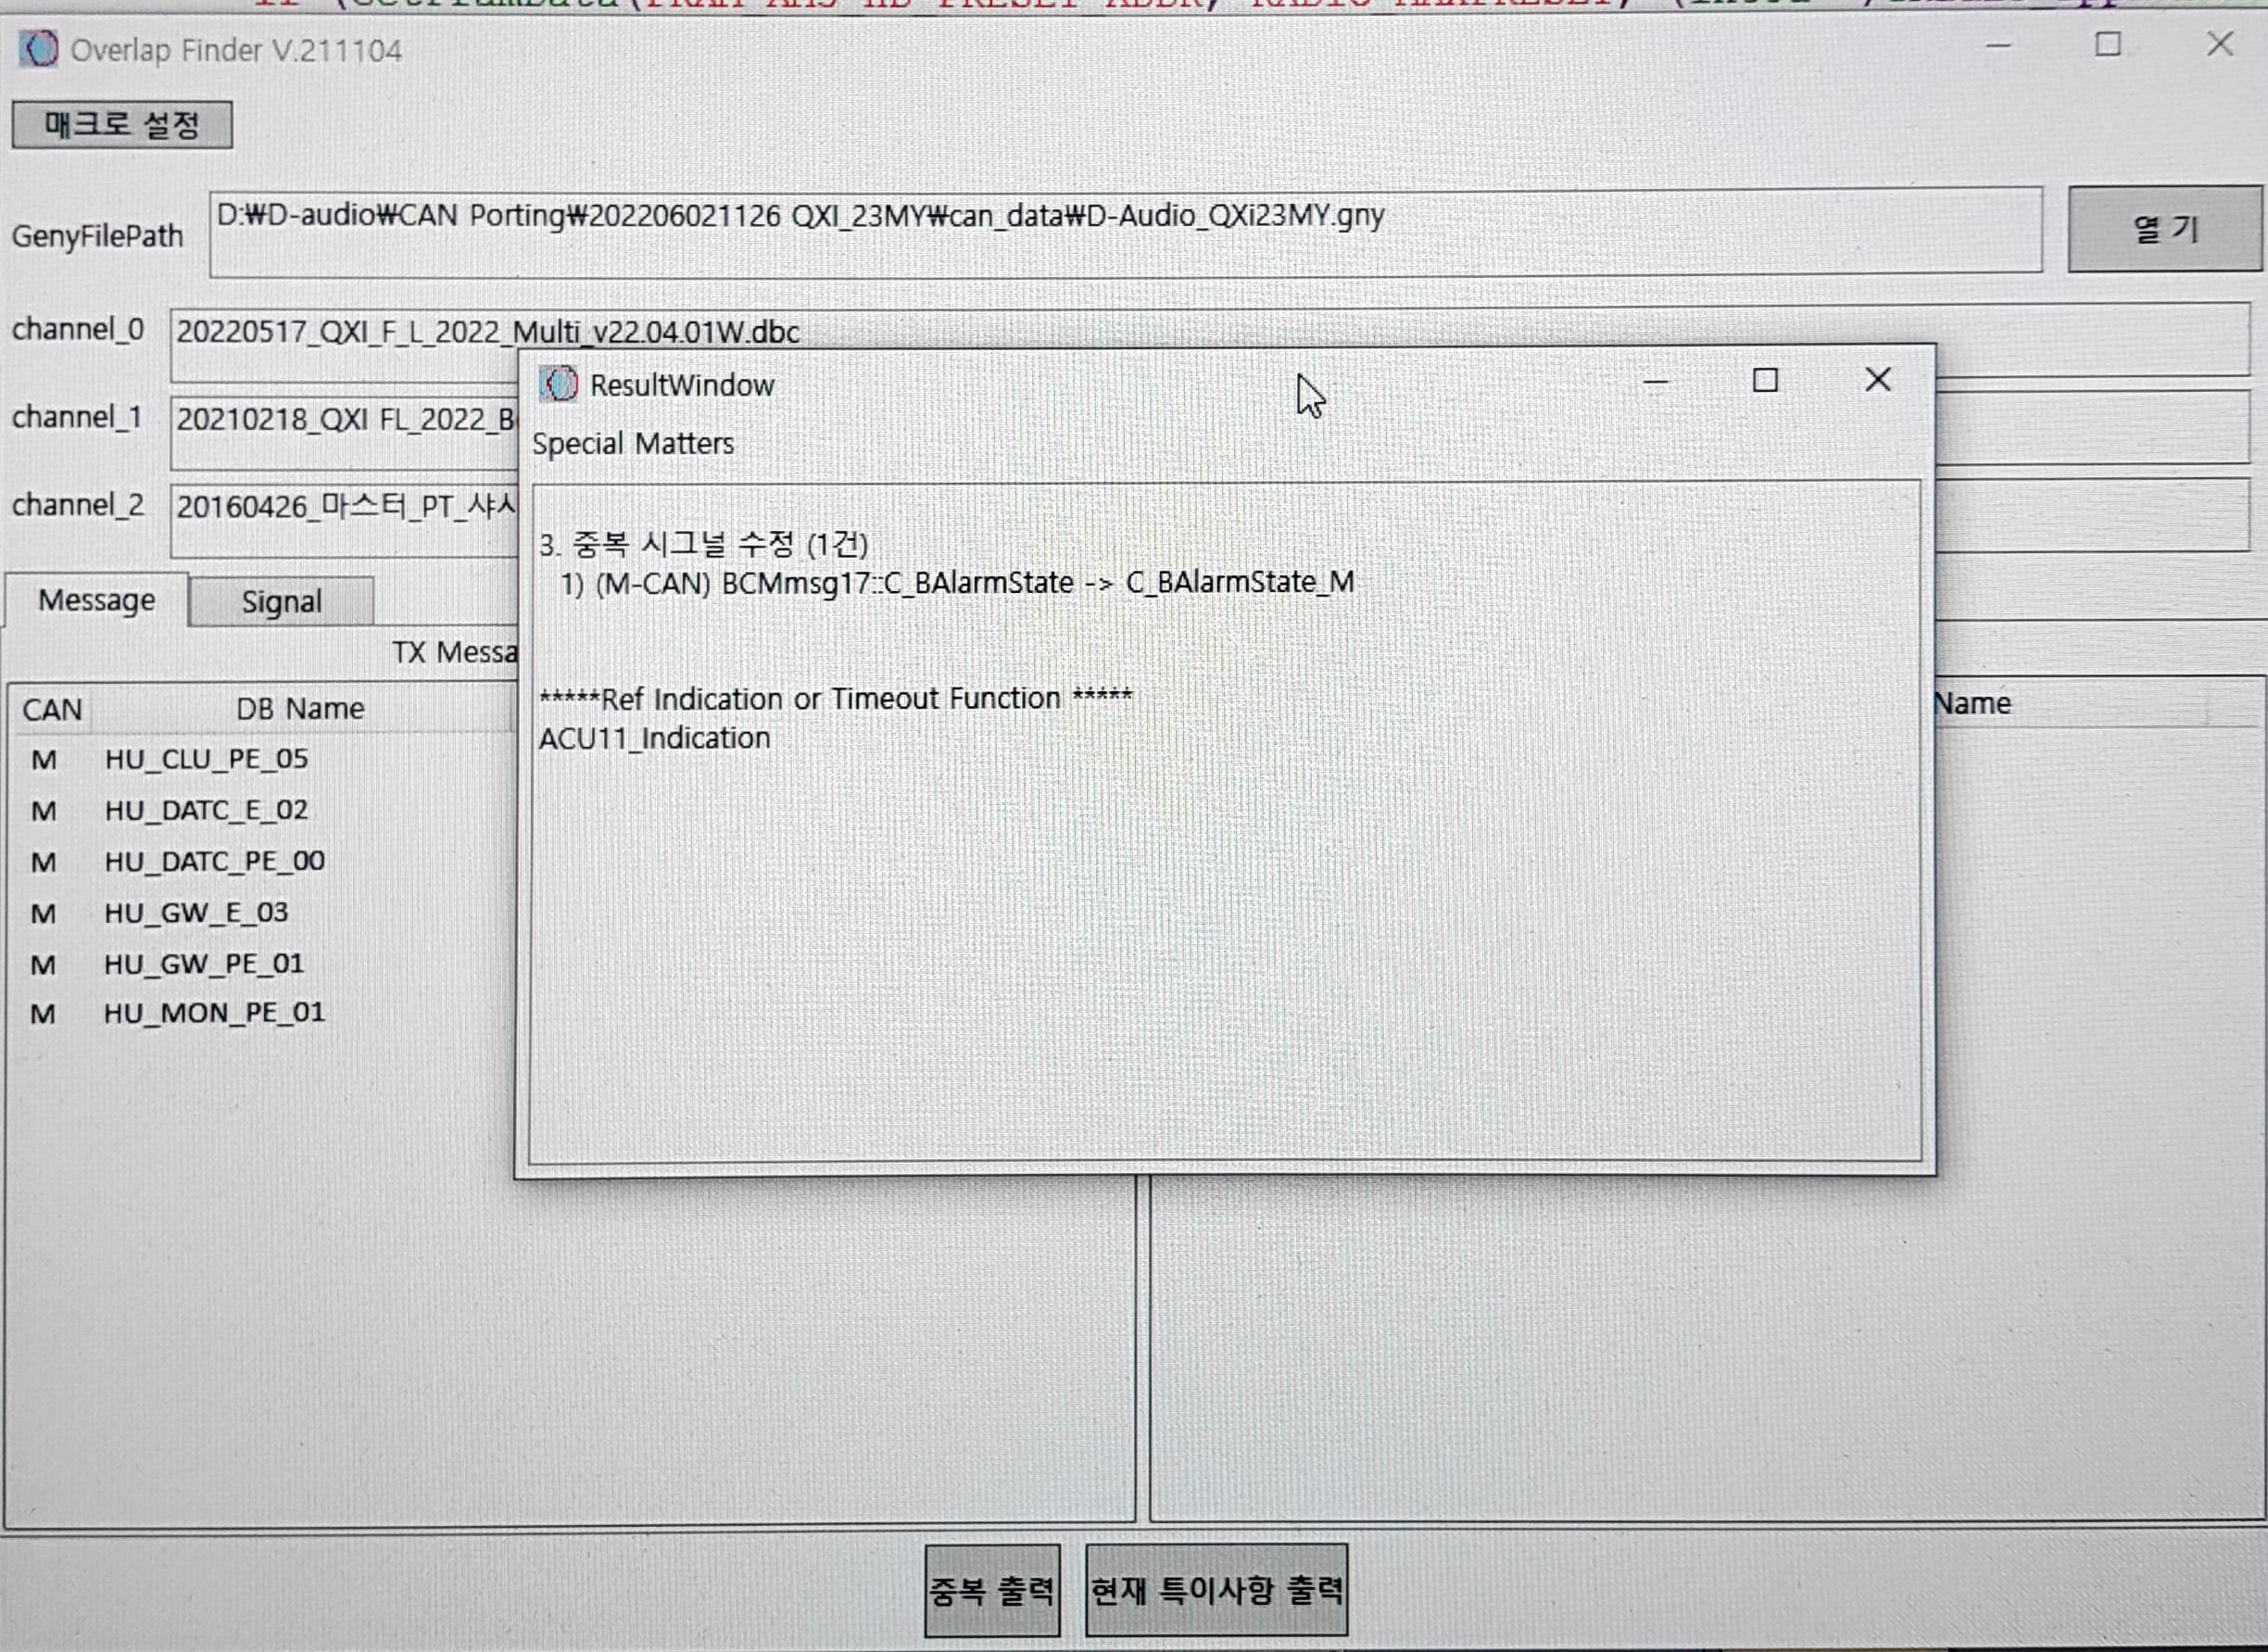 Overlap Finder V.211104
매크로 설정
GenyFilePath
D:₩D-audio₩CAN Porting₩202206021126 QXI_23MY₩can_data₩D-Audio_QXi23MY.gny
열 기
channel_0
20220517_QXI_F_L_2022_Multi_v22.04.01W.dbc
channel_1
20210218_QXI FL_2022_B
channel_2
20160426_마스터_PT_샤시
ResultWindow
Special Matters
3. 중복 시그널 수정 (1건)
1) (M-CAN) BCMmsg17::C_BAlarmState -> C_BAlarmState_M
*****Ref Indication or Timeout Function *****
ACU11_Indication
Message
Signal
TX Messa
CAN
DB Name
Name
M HU_CLU_PE_05
M HU_DATC_E_02
M HU_DATC_PE_00
M HU_GW_E_03
M HU_GW_PE_01
M HU_MON_PE_01
중복 출력
현재 특이사항 출력